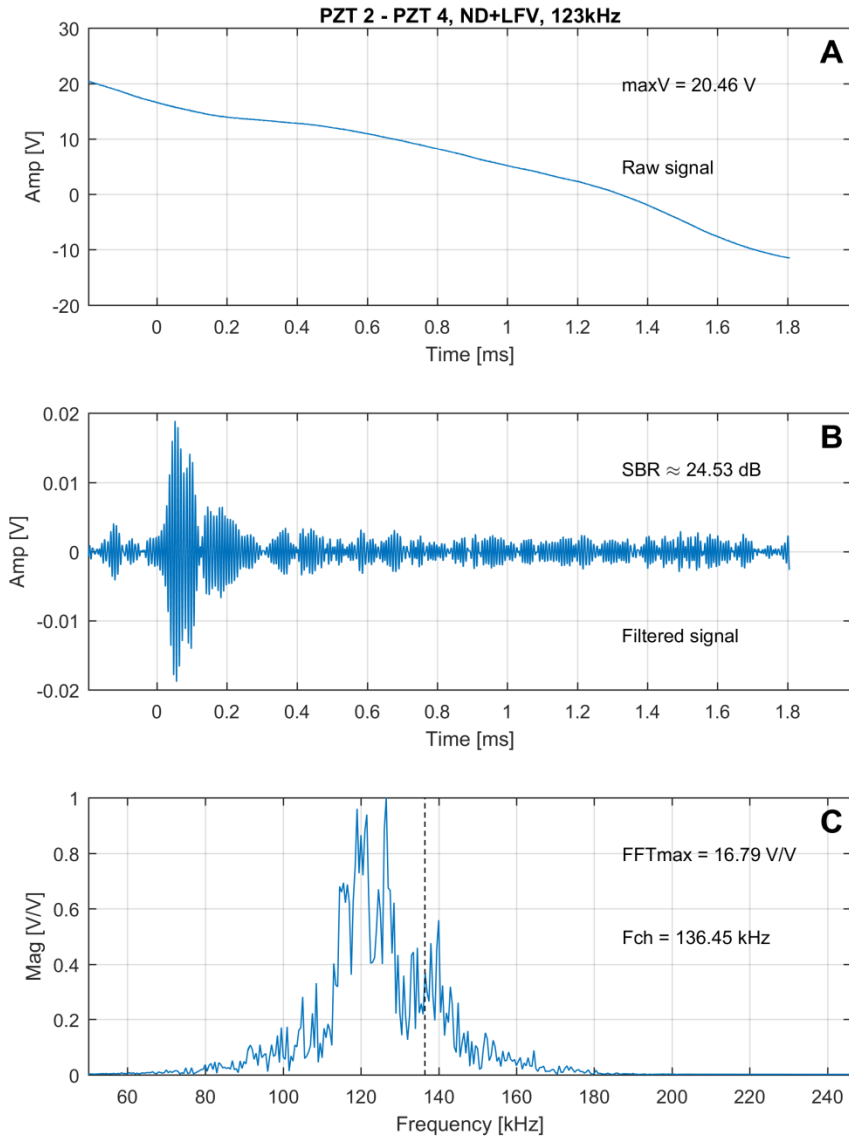 PZT 2 - PZT 4, ND+LFV, 123kHz
A
30
20
10
0
-10
-20
Amp [V]
maxV = 20.46 V
Raw signal
0 0.2 0.4 0.6 0.8 1 1.2 1.4 1.6 1.8
Time [ms]
B
0.02
0.01
0
-0.01
-0.02
Amp [V]
SBR ≈ 24.53 dB
Filtered signal
0 0.2 0.4 0.6 0.8 1 1.2 1.4 1.6 1.8
Time [ms]
C
1
0.8
0.6
0.4
0.2
0
Mag [V/V]
FFTmax = 16.79 V/V
Fch = 136.45 kHz
60 80 100 120 140 160 180 200 220 240
Frequency [kHz]